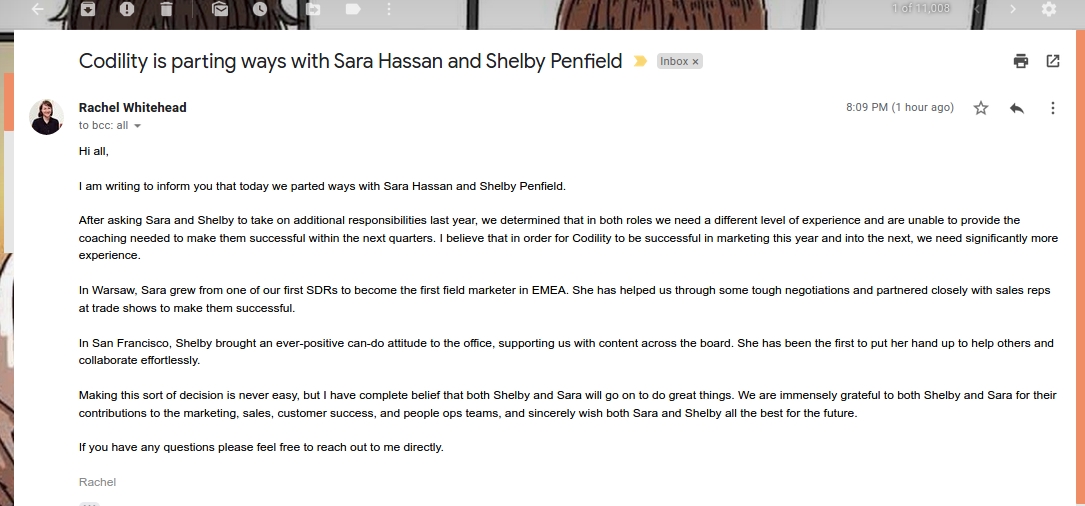 1 of 11,008
Codility is parting ways with Sara Hassan and Shelby Penfield
Inbox ×
Rachel Whitehead
8:09 PM (1 hour ago)
to bcc: all
Hi all,
I am writing to inform you that today we parted ways with Sara Hassan and Shelby Penfield.
After asking Sara and Shelby to take on additional responsibilities last year, we determined that in both roles we need a different level of experience and are unable to provide the
coaching needed to make them successful within the next quarters. I believe that in order for Codility to be successful in marketing this year and into the next, we need significantly more
experience.
In Warsaw, Sara grew from one of our first SDRs to become the first field marketer in EMEA. She has helped us through some tough negotiations and partnered closely with sales reps
at trade shows to make them successful.
In San Francisco, Shelby brought an ever-positive can-do attitude to the office, supporting us with content across the board. She has been the first to put her hand up to help others and
collaborate effortlessly.
Making this sort of decision is never easy, but I have complete belief that both Shelby and Sara will go on to do great things. We are immensely grateful to both Shelby and Sara for their
contributions to the marketing, sales, customer success, and people ops teams, and sincerely wish both Sara and Shelby all the best for the future.
If you have any questions please feel free to reach out to me directly.
Rachel